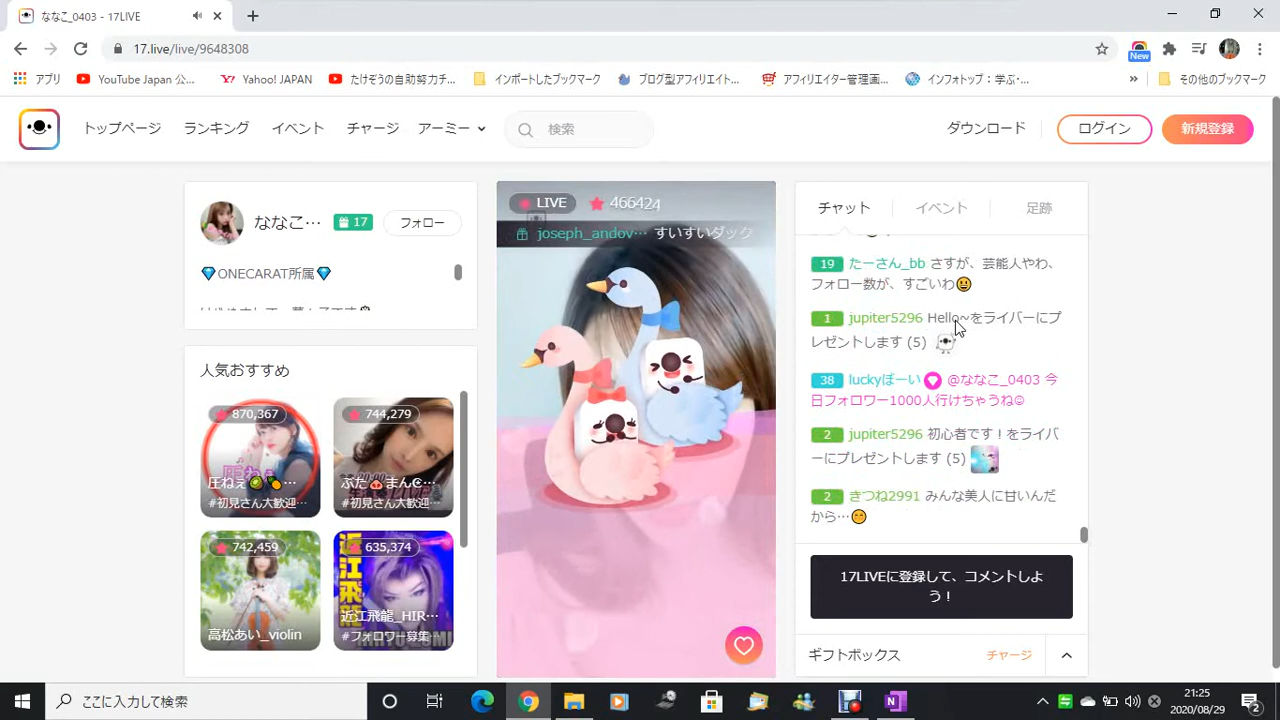 ななこ_0403 - 17LIVE
17.live/live/9648308
New
アプリ
YouTube Japan 公...
Yahoo! JAPAN
たけぞうの自助努力チ...
インポートしたブックマーク
ブログ型アフィリエイト...
アフィリエイター管理画...
インフォトップ：学ぶ・...
»
その他のブックマーク
トップページ
ランキング
イベント
チャージ
アーミー
検索
ダウンロード
ログイン
新規登録
ななこ…
17
フォロー
💎ONECARAT所属💎
人気おすすめ
870,367
圧ねぇ🥝🍍…
#初見さん大歓迎…
744,279
ぶた🐽まん@…
#初見さん大歓迎…
742,459
高松あい_violin
635,374
近江飛龍
近江飛龍_HIR…
#フォロワー募集…
LIVE
466424
joseph_andov… すいすいダック
チャット
イベント
足跡
19 たーさん_bb さすが、芸能人やわ、
フォロー数が、すごいわ😃
1 jupiter5296 Hello~をライバーにプ
レゼントします (5)
38 luckyぼーい @ななこ_0403 今
日フォロワー1000人行けちゃうね☺
2 jupiter5296 初心者です！をライバ
ーにプレゼントします (5)
2 きつね2991 みんな美人に甘いんだ
から…😊
17LIVEに登録して、コメントしよ
う！
ギフトボックス
チャージ
ここに入力して検索
21:25
2020/08/29
2